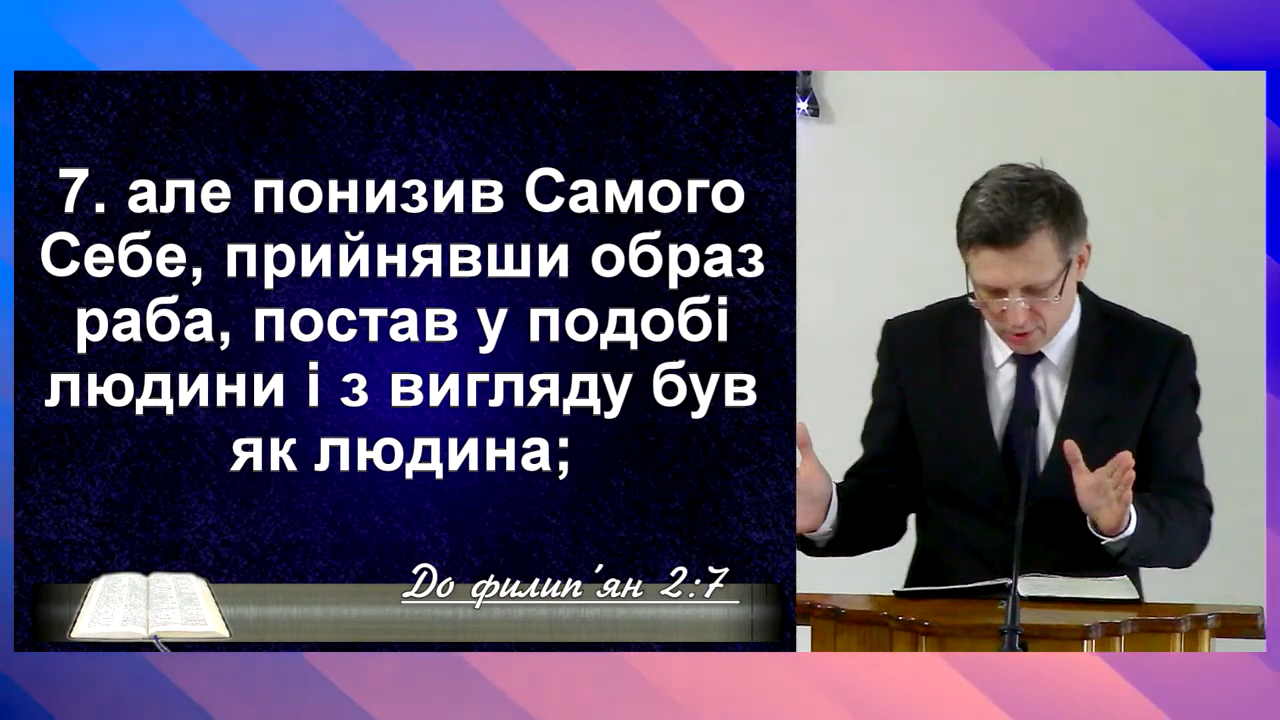 7. але понизив Самого
Себе, прийнявши образ
раба, постав у подобі
людини і з вигляду був
як людина;
До филип'ян 2:7